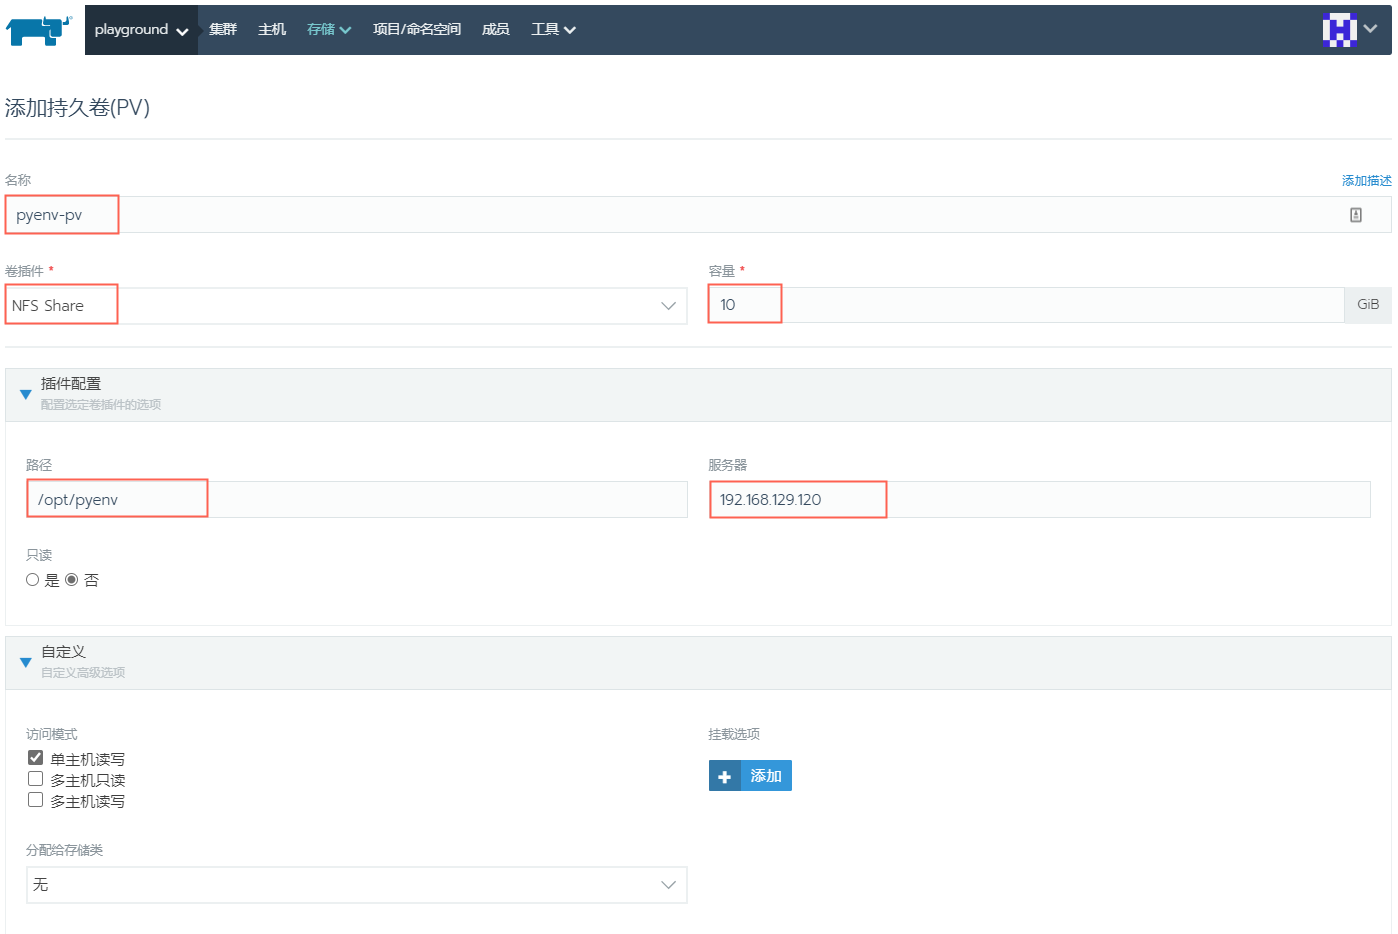 playground 集群 主机 存储 项目/命名空间 成员 工具
添加持久卷(PV)
名称 添加描述
pyenv-pv
卷插件 * 容量 *
NFS Share 10 GiB
插件配置
配置选定卷插件的选项
路径 服务器
/opt/pyenv 192.168.129.120
只读
是 否
自定义
自定义高级选项
访问模式 挂载选项
单主机读写
多主机只读 添加
多主机读写
分配给存储类
无